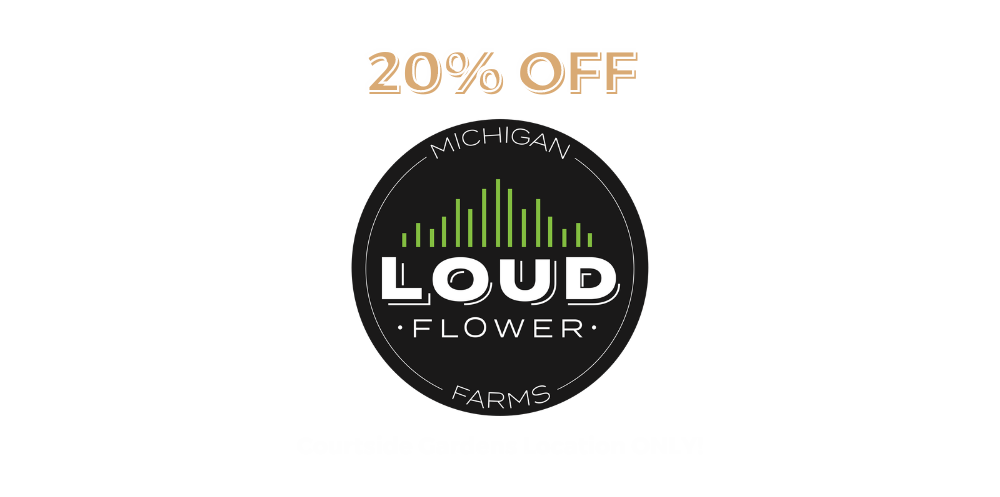 20% OFF
MICHIGAN
LOUD
· FLOWER ·
FARMS